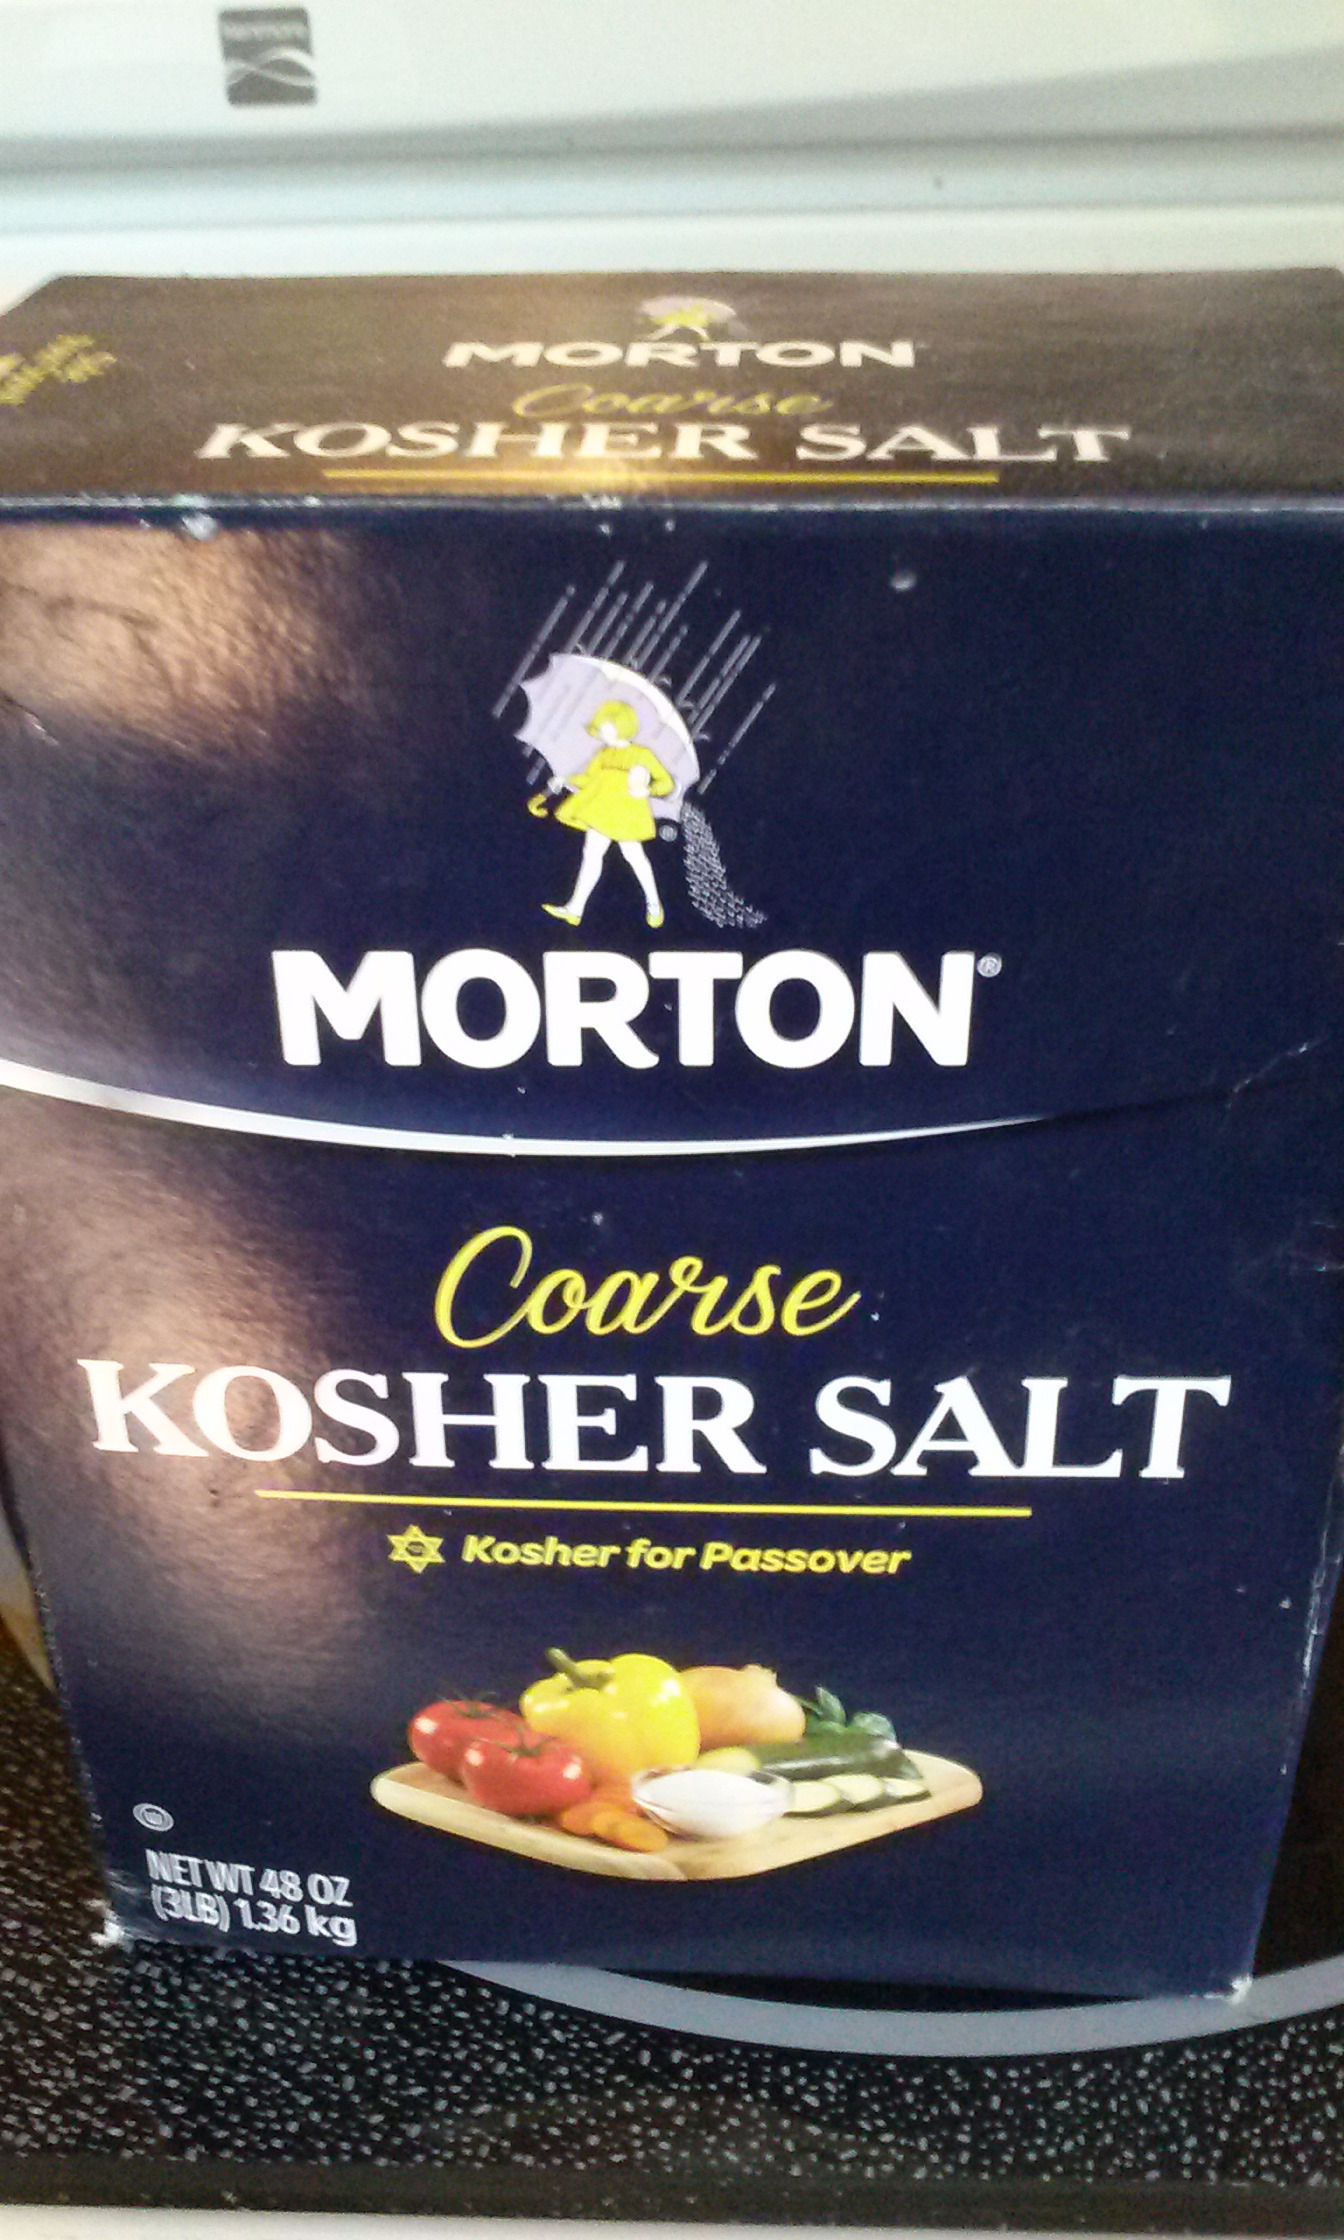 MORTON
Coarse
KOSHER SALT
MORTON®
Coarse
KOSHER SALT
Kosher for Passover
NET WT 48 OZ
(3LB) 1.36 kg